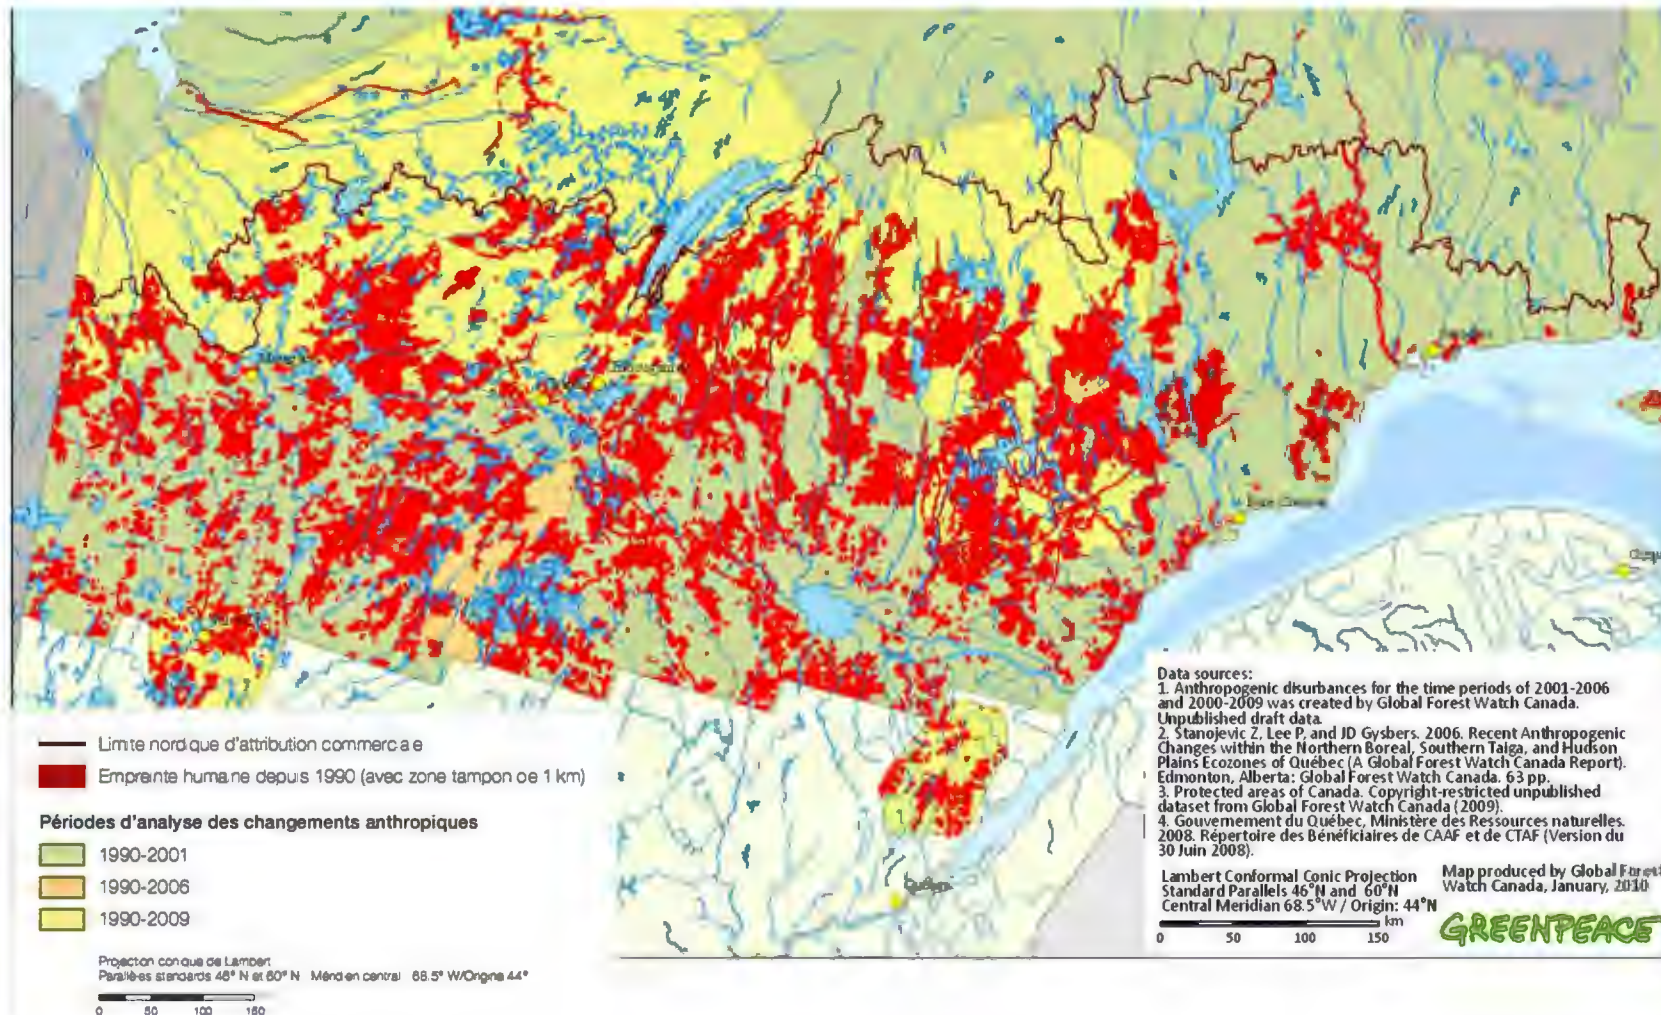 Limite nordique d'attribution commerciale
Empreinte humaine depuis 1990 (avec zone tampon de 1 km)
Périodes d'analyse des changements anthropiques
1990-2001
1990-2006
1990-2009
Projection conique de Lambert
Parallèles standards 46° N et 60° N Méridien central 68.5° W/Origine 44°
0 50 100 150
Data sources:
1. Anthropogenic disurbances for the time periods of 2001-2006
and 2000-2009 was created by Global Forest Watch Canada.
Unpublished draft data.
2. Stanojevic Z, Lee P, and JD Gysbers. 2006. Recent Anthropogenic
Changes within the Northern Boreal, Southern Taiga, and Hudson
Plains Ecozones of Québec (A Global Forest Watch Canada Report).
Edmonton, Alberta: Global Forest Watch Canada. 63 pp.
3. Protected areas of Canada. Copyright-restricted unpublished
dataset from Global Forest Watch Canada (2009).
4. Gouvernement du Québec, Ministère des Ressources naturelles.
2008. Répertoire des Bénéficiaires de CAAF et de CTAF (Version du
30 Juin 2008).
Lambert Conformal Conic Projection
Standard Parallels 46°N and 60°N
Central Meridian 68.5°W / Origin: 44°N
km
0 50 100 150
Map produced by Global Forest
Watch Canada, January, 2010
GREENPEACE
Québec